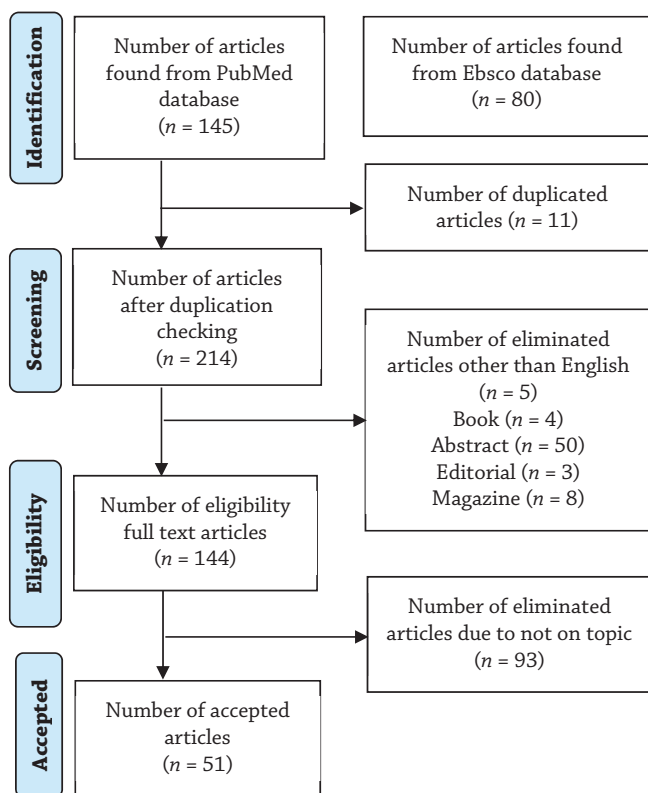 Identification
Number of articles
found from PubMed
database
(n = 145)
Number of articles found
from Ebsco database
(n = 80)
Number of duplicated
articles (n = 11)
Screening
Number of articles
after duplication
checking
(n = 214)
Number of eliminated
articles other than English
(n = 5)
Book (n = 4)
Abstract (n = 50)
Editorial (n = 3)
Magazine (n = 8)
Eligibility
Number of eligibility
full text articles
(n = 144)
Number of eliminated
articles due to not on topic
(n = 93)
Accepted
Number of accepted
articles
(n = 51)